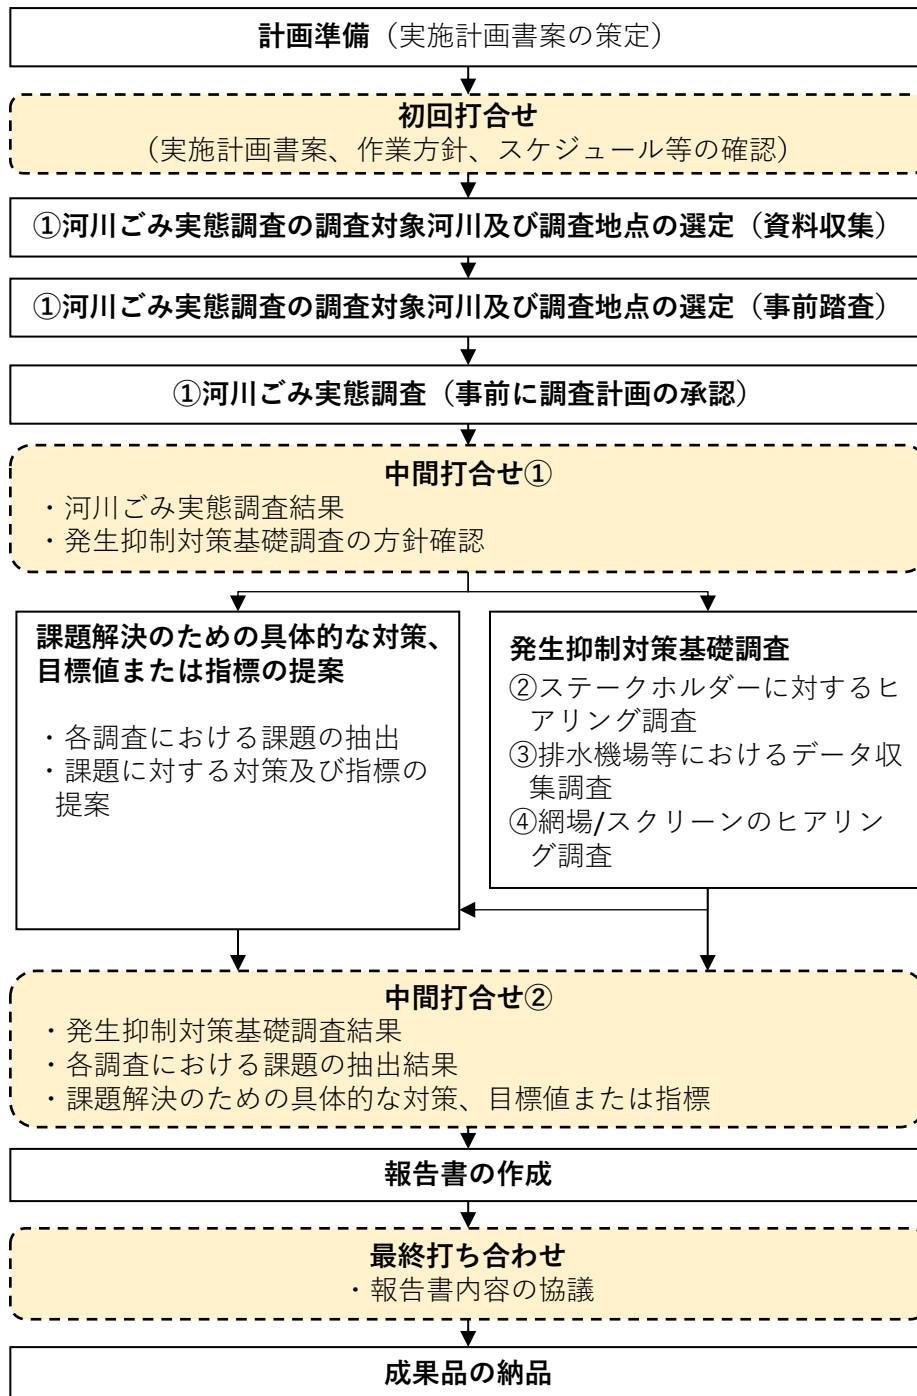 計画準備（実施計画書案の策定）
初回打合せ
（実施計画書案、作業方針、スケジュール等の確認）
①河川ごみ実態調査の調査対象河川及び調査地点の選定（資料収集）
①河川ごみ実態調査の調査対象河川及び調査地点の選定（事前踏査）
①河川ごみ実態調査（事前に調査計画の承認）
中間打合せ①
・河川ごみ実態調査結果
・発生抑制対策基礎調査の方針確認
課題解決のための具体的な対策、
目標値または指標の提案
・各調査における課題の抽出
・課題に対する対策及び指標の
提案
発生抑制対策基礎調査
②ステークホルダーに対するヒ
アリング調査
③排水機場等におけるデータ収
集調査
④網場/スクリーンのヒアリン
グ調査
中間打合せ②
・発生抑制対策基礎調査結果
・各調査における課題の抽出結果
・課題解決のための具体的な対策、目標値または指標
報告書の作成
最終打ち合わせ
・報告書内容の協議
成果品の納品